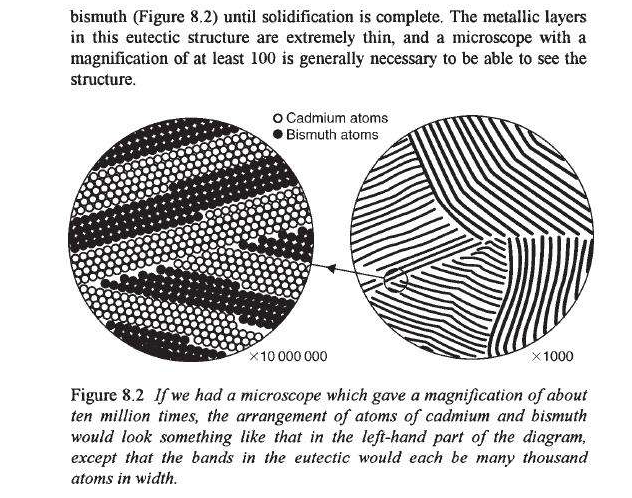 bismuth (Figure 8.2) until solidification is complete. The metallic layers
in this eutectic structure are extremely thin, and a microscope with a
magnification of at least 100 is generally necessary to be able to see the
structure.
Cadmium atoms
Bismuth atoms
×10 000 000
×1000
Figure 8.2 If we had a microscope which gave a magnification of about
ten million times, the arrangement of atoms of cadmium and bismuth
would look something like that in the left-hand part of the diagram,
except that the bands in the eutectic would each be many thousand
atoms in width.